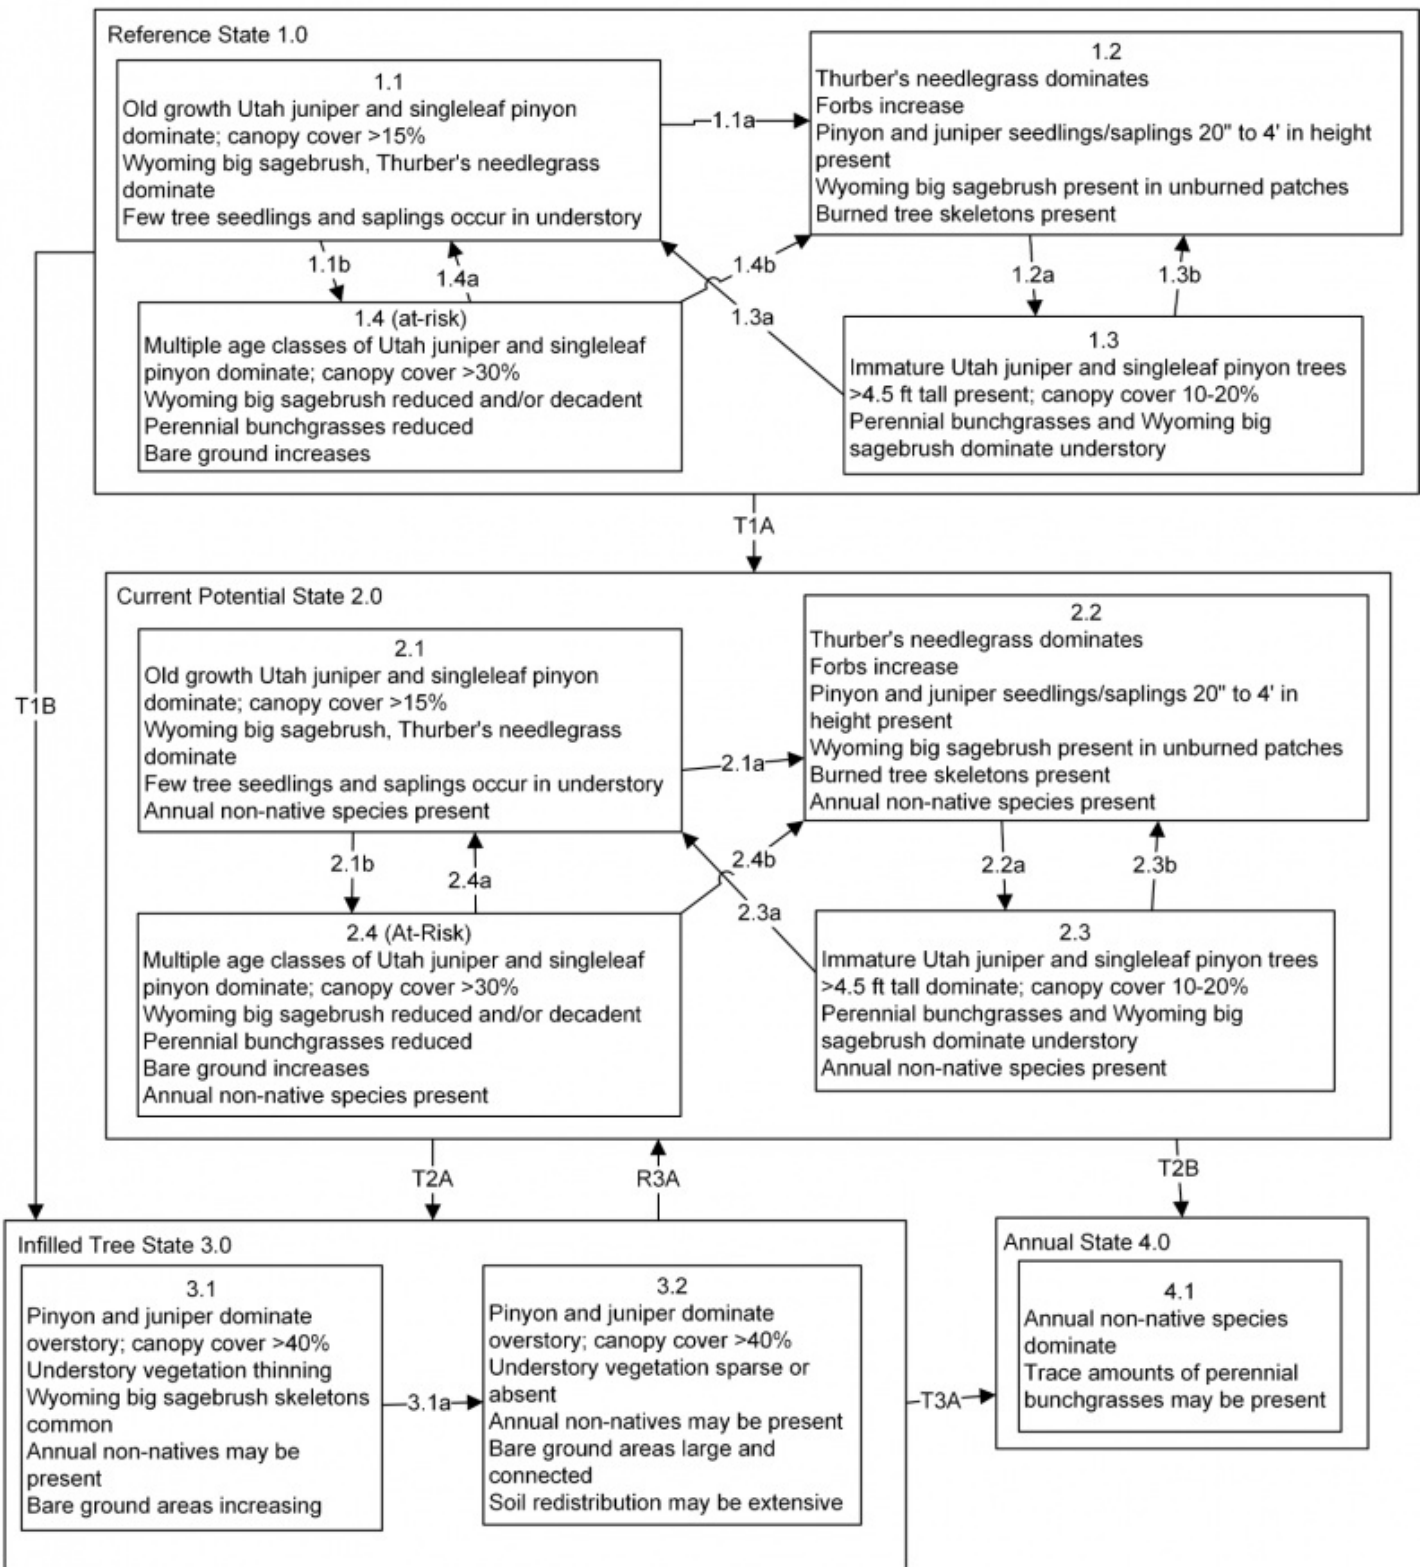 Reference State 1.0
1.1
Old growth Utah juniper and singleleaf pinyon
dominate; canopy cover >15%
Wyoming big sagebrush, Thurber's needlegrass
dominate
Few tree seedlings and saplings occur in understory
1.1a
1.2
Thurber's needlegrass dominates
Forbs increase
Pinyon and juniper seedlings/saplings 20" to 4' in height
present
Wyoming big sagebrush present in unburned patches
Burned tree skeletons present
1.1b
1.4a
1.4b
1.3a
1.2a
1.3b
1.4 (at-risk)
Multiple age classes of Utah juniper and singleleaf
pinyon dominate; canopy cover >30%
Wyoming big sagebrush reduced and/or decadent
Perennial bunchgrasses reduced
Bare ground increases
1.3
Immature Utah juniper and singleleaf pinyon trees
>4.5 ft tall present; canopy cover 10-20%
Perennial bunchgrasses and Wyoming big
sagebrush dominate understory
T1A
T1B
Current Potential State 2.0
2.1
Old growth Utah juniper and singleleaf pinyon
dominate; canopy cover >15%
Wyoming big sagebrush, Thurber's needlegrass
dominate
Few tree seedlings and saplings occur in understory
Annual non-native species present
2.1a
2.2
Thurber's needlegrass dominates
Forbs increase
Pinyon and juniper seedlings/saplings 20" to 4' in
height present
Wyoming big sagebrush present in unburned patches
Burned tree skeletons present
Annual non-native species present
2.1b
2.4a
2.4b
2.3a
2.2a
2.3b
2.4 (At-Risk)
Multiple age classes of Utah juniper and singleleaf
pinyon dominate; canopy cover >30%
Wyoming big sagebrush reduced and/or decadent
Perennial bunchgrasses reduced
Bare ground increases
Annual non-native species present
2.3
Immature Utah juniper and singleleaf pinyon trees
>4.5 ft tall dominate; canopy cover 10-20%
Perennial bunchgrasses and Wyoming big
sagebrush dominate understory
Annual non-native species present
T2A
R3A
T2B
Infilled Tree State 3.0
3.1
Pinyon and juniper dominate
overstory; canopy cover >40%
Understory vegetation thinning
Wyoming big sagebrush skeletons
common
Annual non-natives may be
present
Bare ground areas increasing
3.1a
3.2
Pinyon and juniper dominate
overstory; canopy cover >40%
Understory vegetation sparse or
absent
Annual non-natives may be present
Bare ground areas large and
connected
Soil redistribution may be extensive
T3A
Annual State 4.0
4.1
Annual non-native species
dominate
Trace amounts of perennial
bunchgrasses may be present